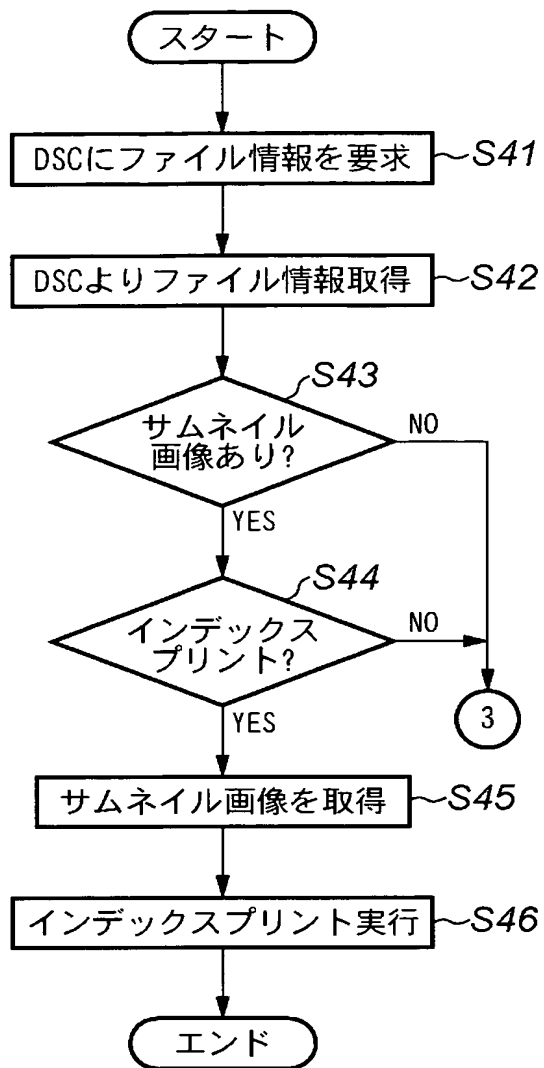 スタート
DSCにファイル情報を要求
S41
DSCよりファイル情報取得
S42
S43
サムネイル
画像あり?
NO
YES
S44
インデックス
プリント?
NO
YES
3
サムネイル画像を取得
S45
インデックスプリント実行
S46
エンド